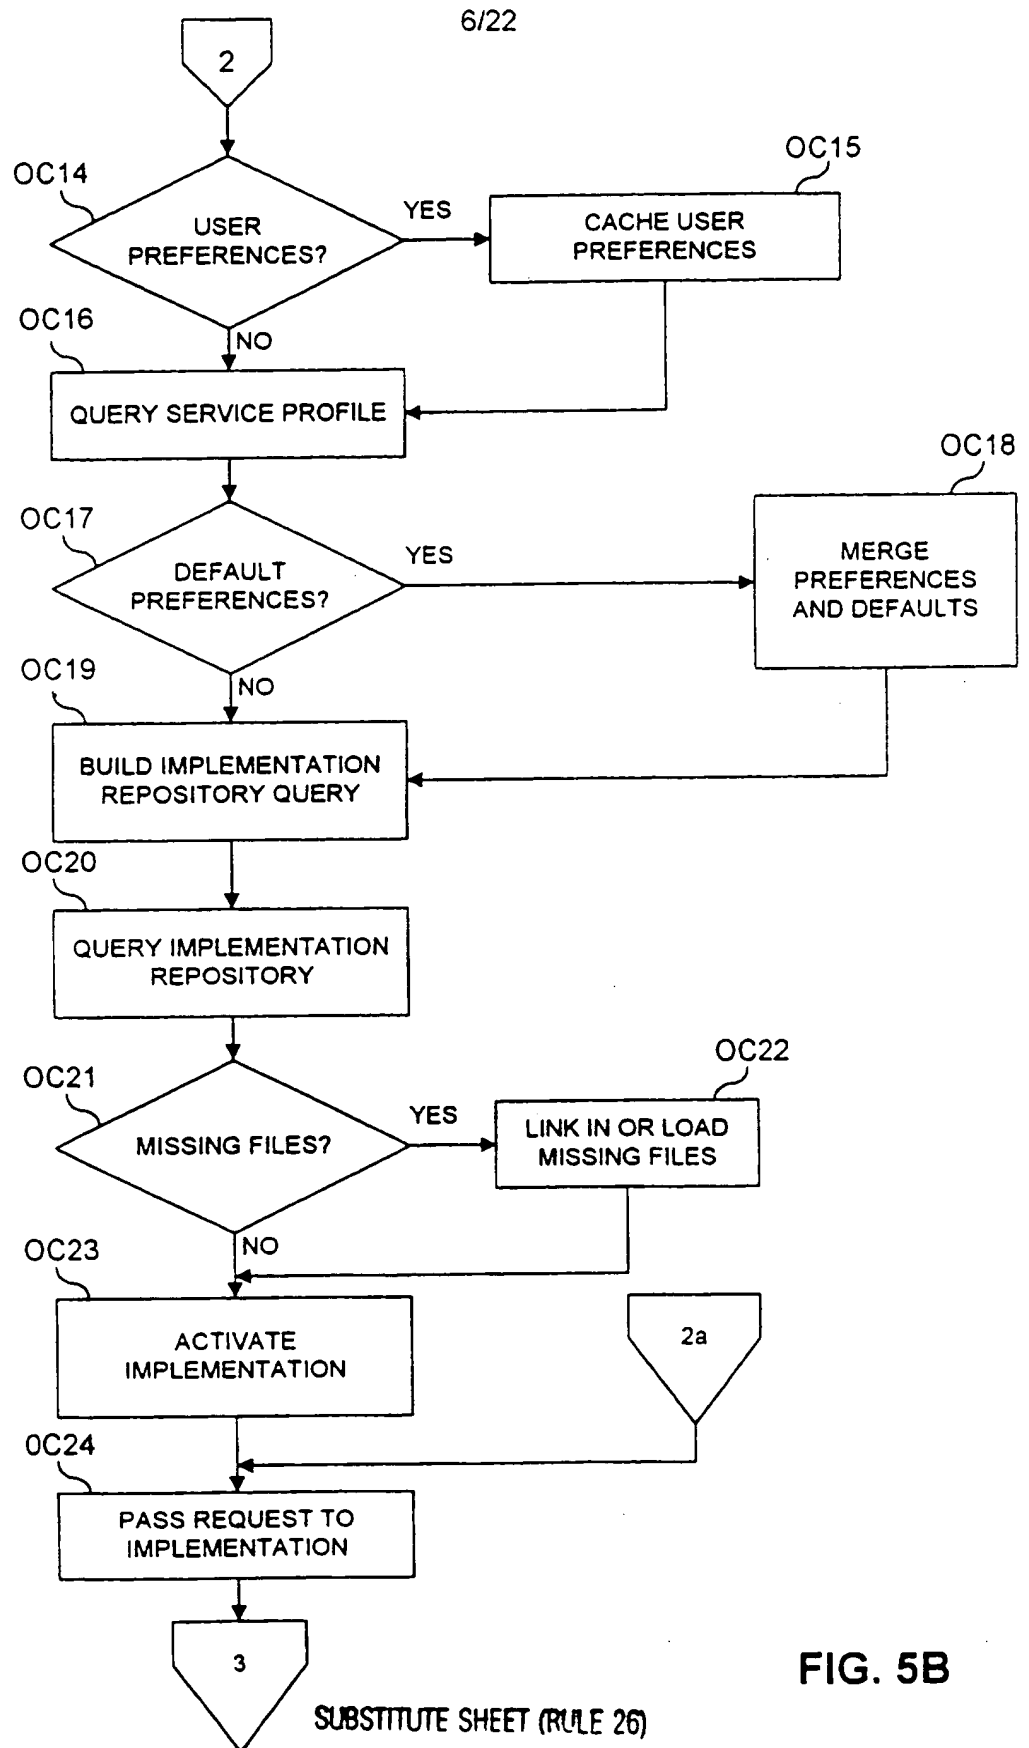 6/22
2
OC14
USER
PREFERENCES?
YES
OC15
CACHE USER
PREFERENCES
NO
OC16
QUERY SERVICE PROFILE
OC17
DEFAULT
PREFERENCES?
YES
OC18
MERGE
PREFERENCES
AND DEFAULTS
NO
OC19
BUILD IMPLEMENTATION
REPOSITORY QUERY
OC20
QUERY IMPLEMENTATION
REPOSITORY
OC21
MISSING FILES?
YES
OC22
LINK IN OR LOAD
MISSING FILES
NO
OC23
ACTIVATE
IMPLEMENTATION
2a
0C24
PASS REQUEST TO
IMPLEMENTATION
3
FIG. 5B
SUBSTITUTE SHEET (RULE 26)